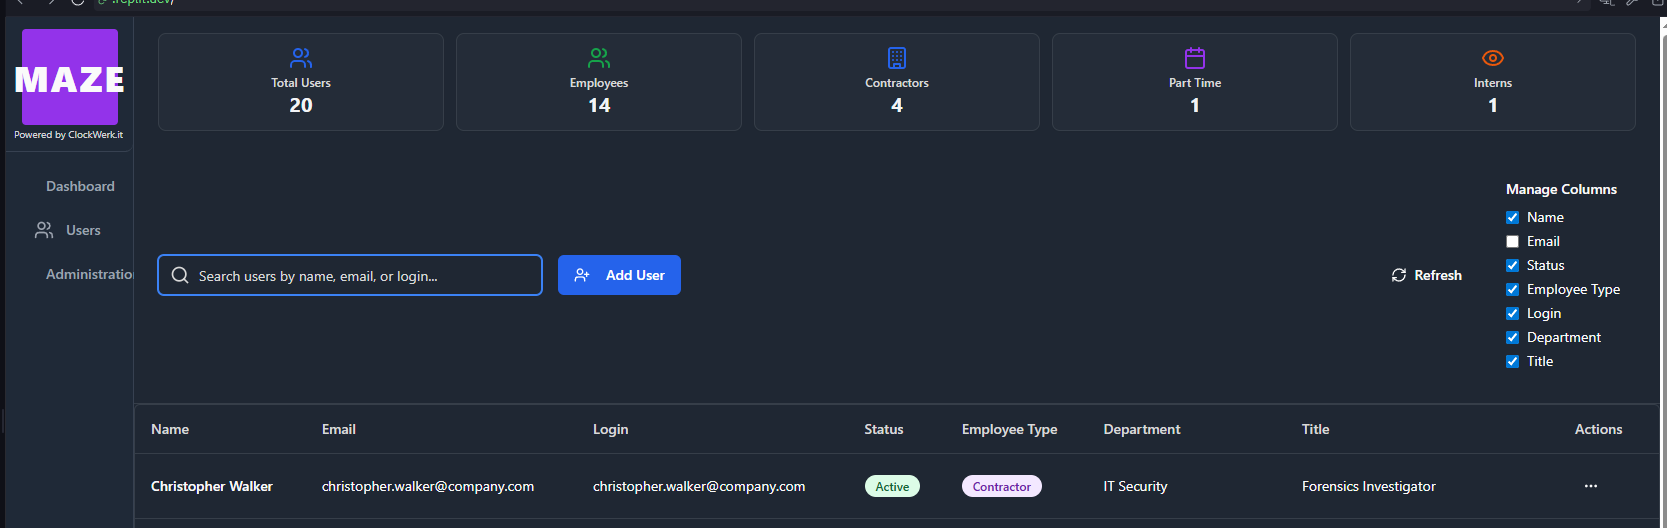 .replit.dev/
MAZE
Powered by ClockWerk.it
Dashboard
Users
Administratio
Total Users
20
Employees
14
Contractors
4
Part Time
1
Interns
1
Search users by name, email, or login...
Add User
Refresh
Manage Columns
Name
Email
Status
Employee Type
Login
Department
Title
Name Email Login Status Employee Type Department Title Actions
Christopher Walker christopher.walker@company.com christopher.walker@company.com Active Contractor IT Security Forensics Investigator ...